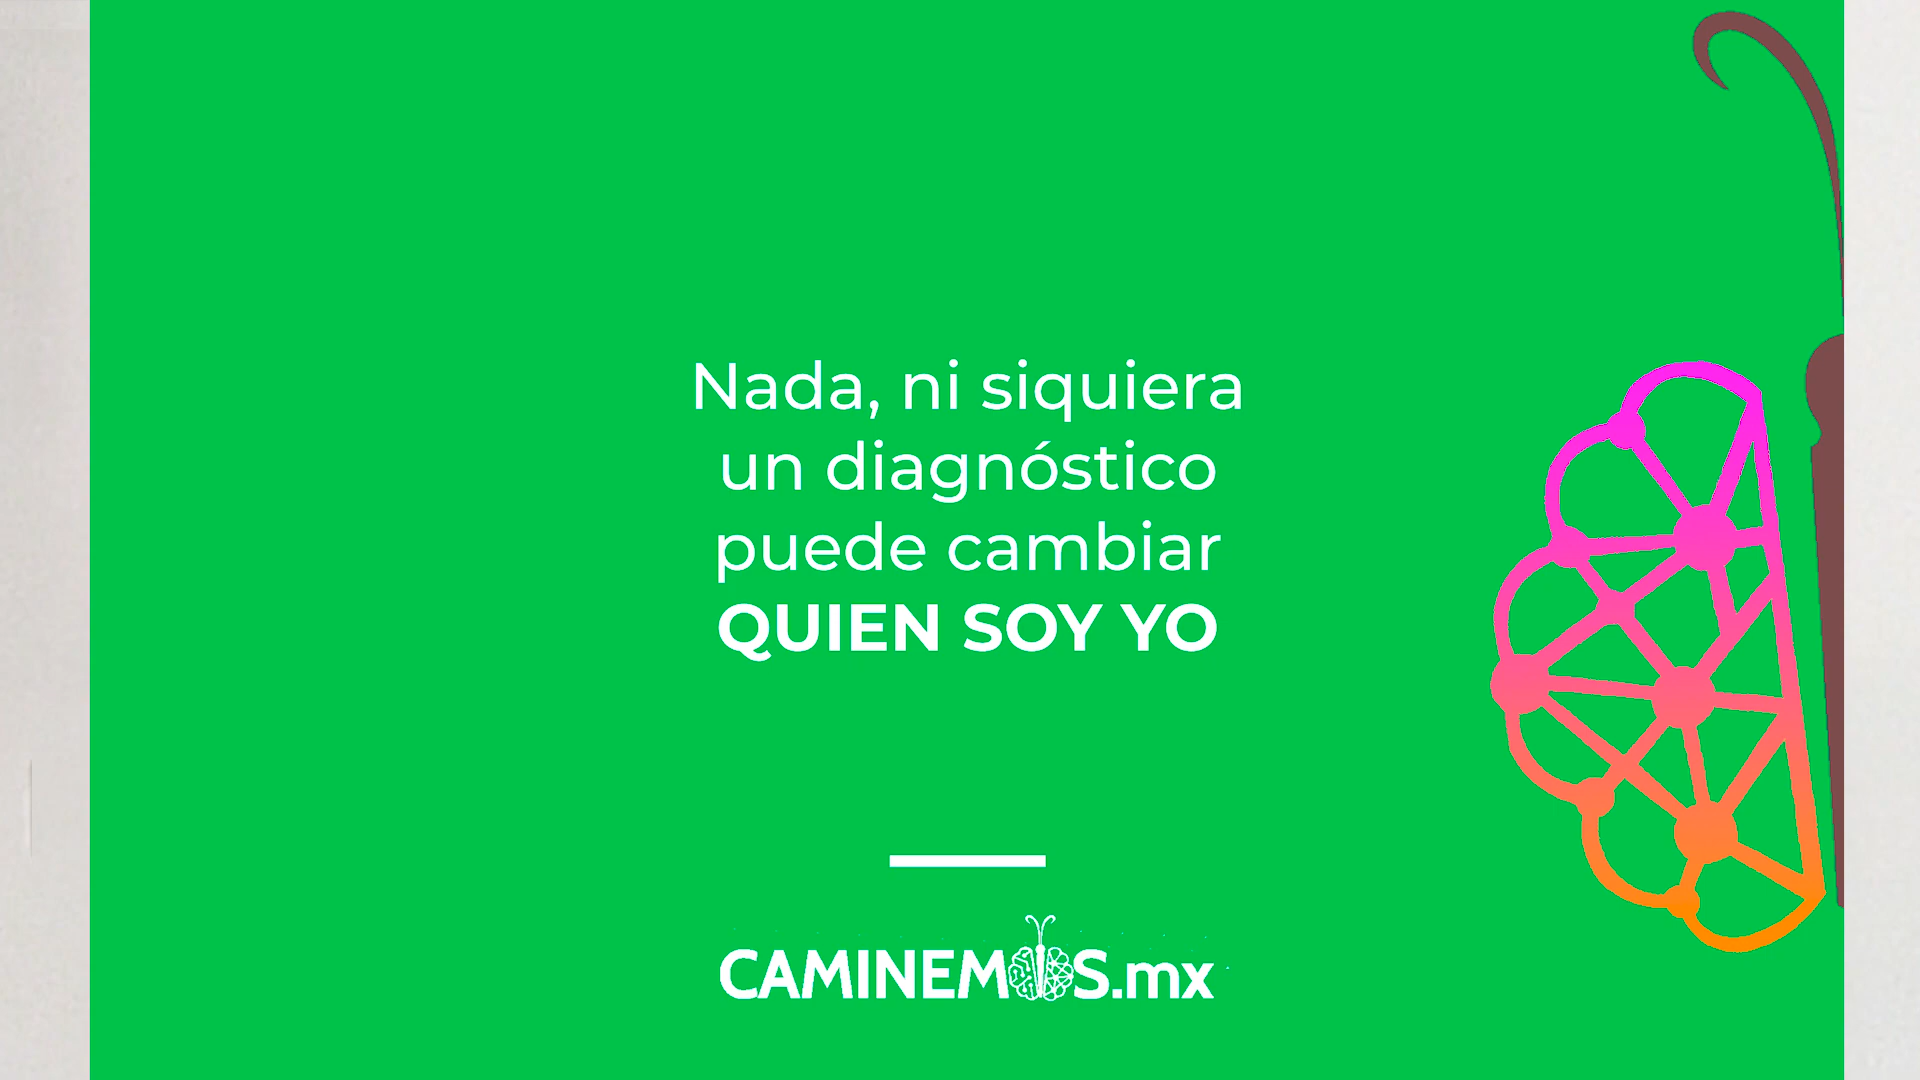 Nada, ni siquiera
un diagnóstico
puede cambiar
QUIEN SOY YO
CAMINEMOS.mx